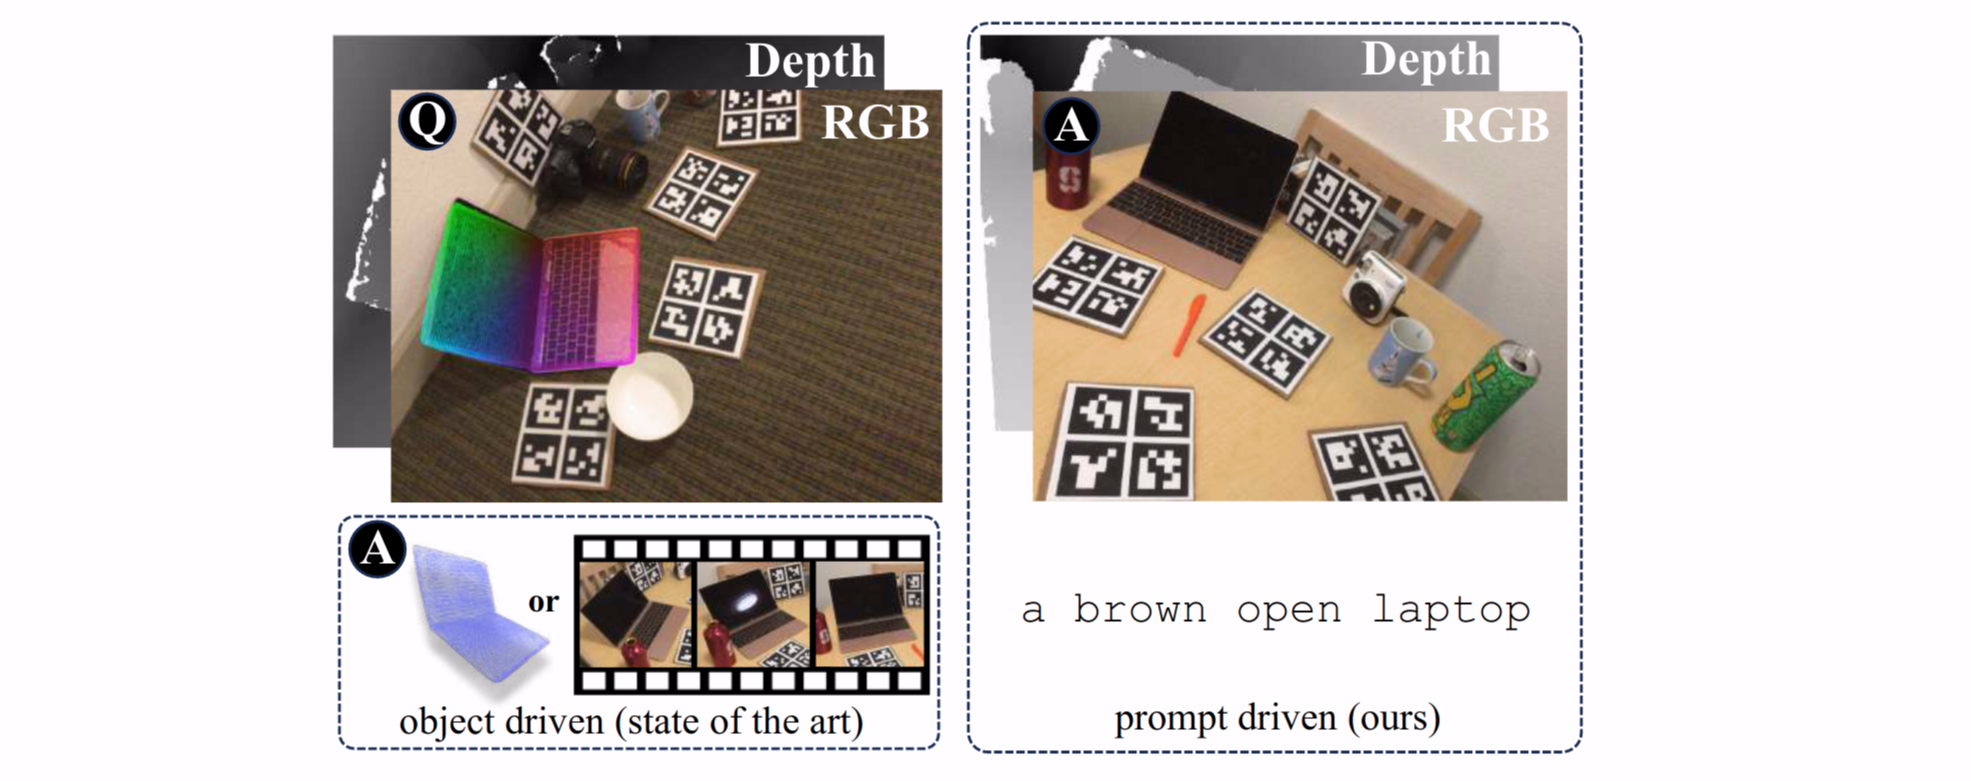 Depth
RGB
Q
A
or
object driven (state of the art)
Depth
RGB
A
S
a brown open laptop
prompt driven (ours)